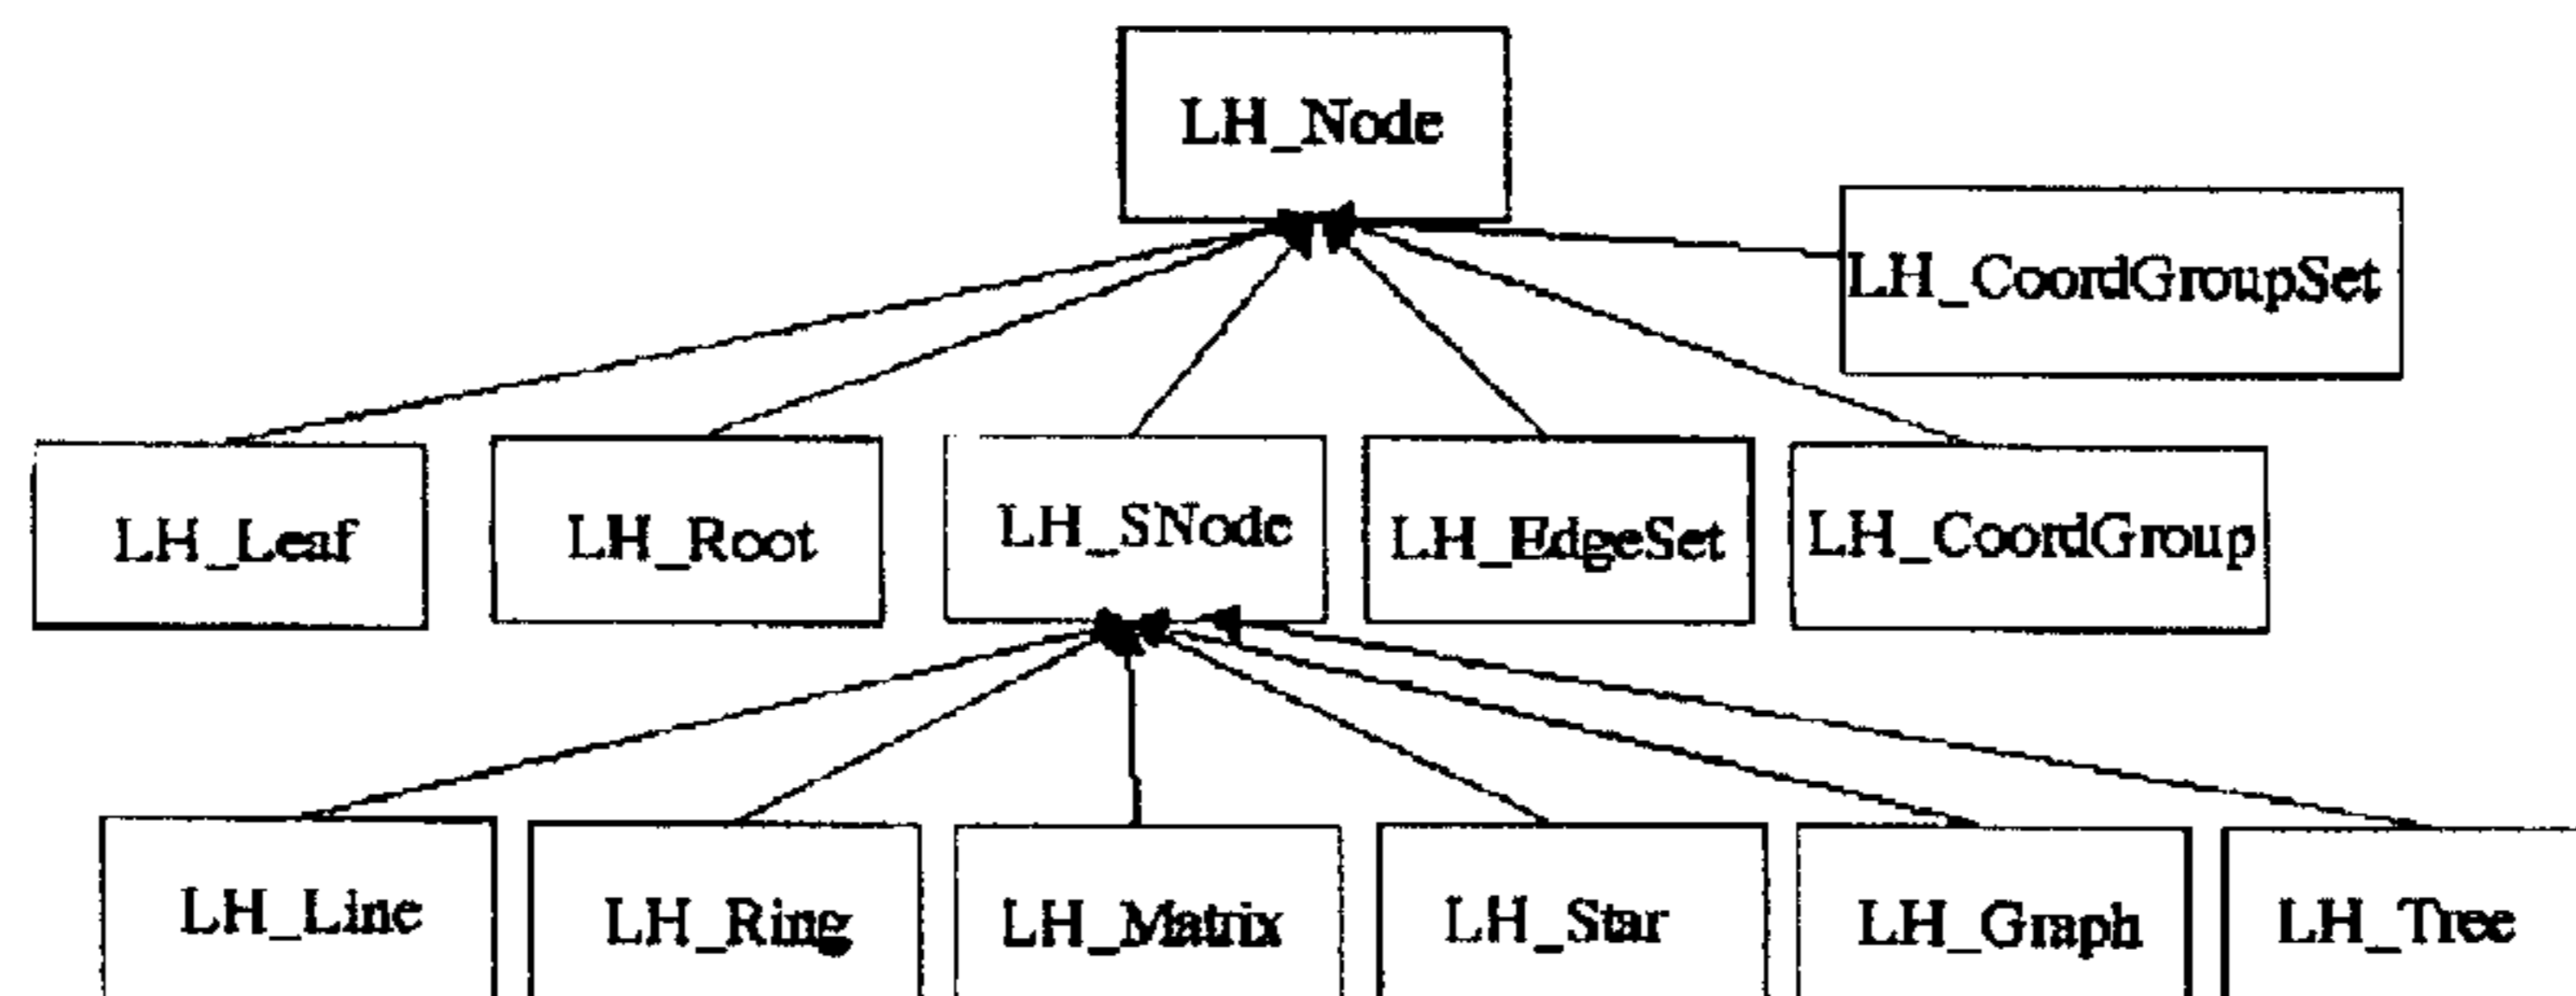 LH_Node
LH_CoordGroupSet
LH_Leaf
LH_Root
LH_SNode
LH_EdgeSet
LH_CoordGroup
LH_Line
LH_Ring
LH_Matrix
LH_Star
LH_Graph
LH_Tree